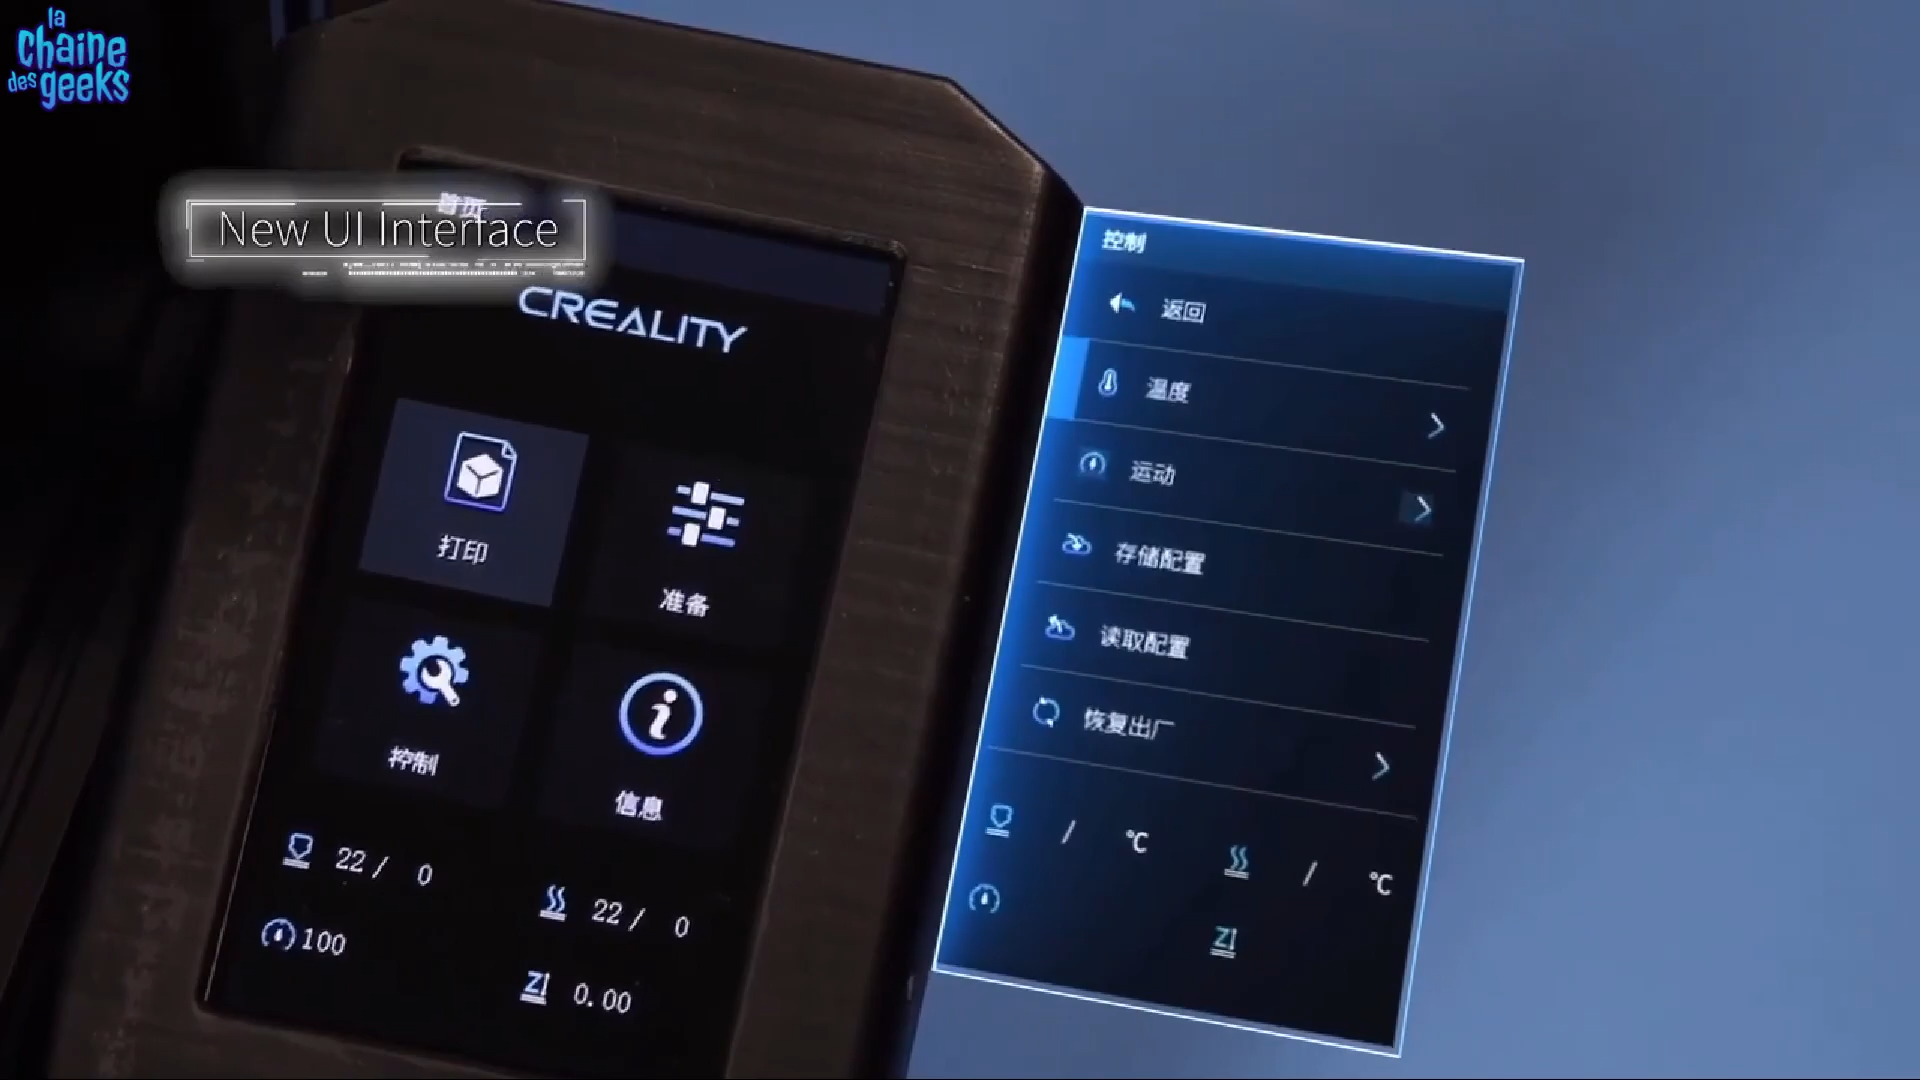 la
chaine
des geeks
首页
New UI Interface
CREALITY
打印
准备
控制
信息
22 / 0
22 / 0
100
0.00
控制
返回
温度
运动
存储配置
读取配置
恢复出厂
/ ℃
/ ℃